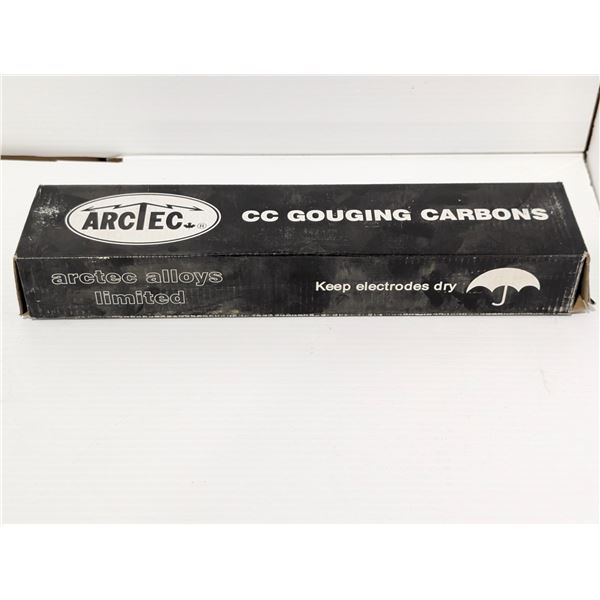 ARCTEC ®
CC GOUGING CARBONS
arctec alloys
limited
Keep electrodes dry